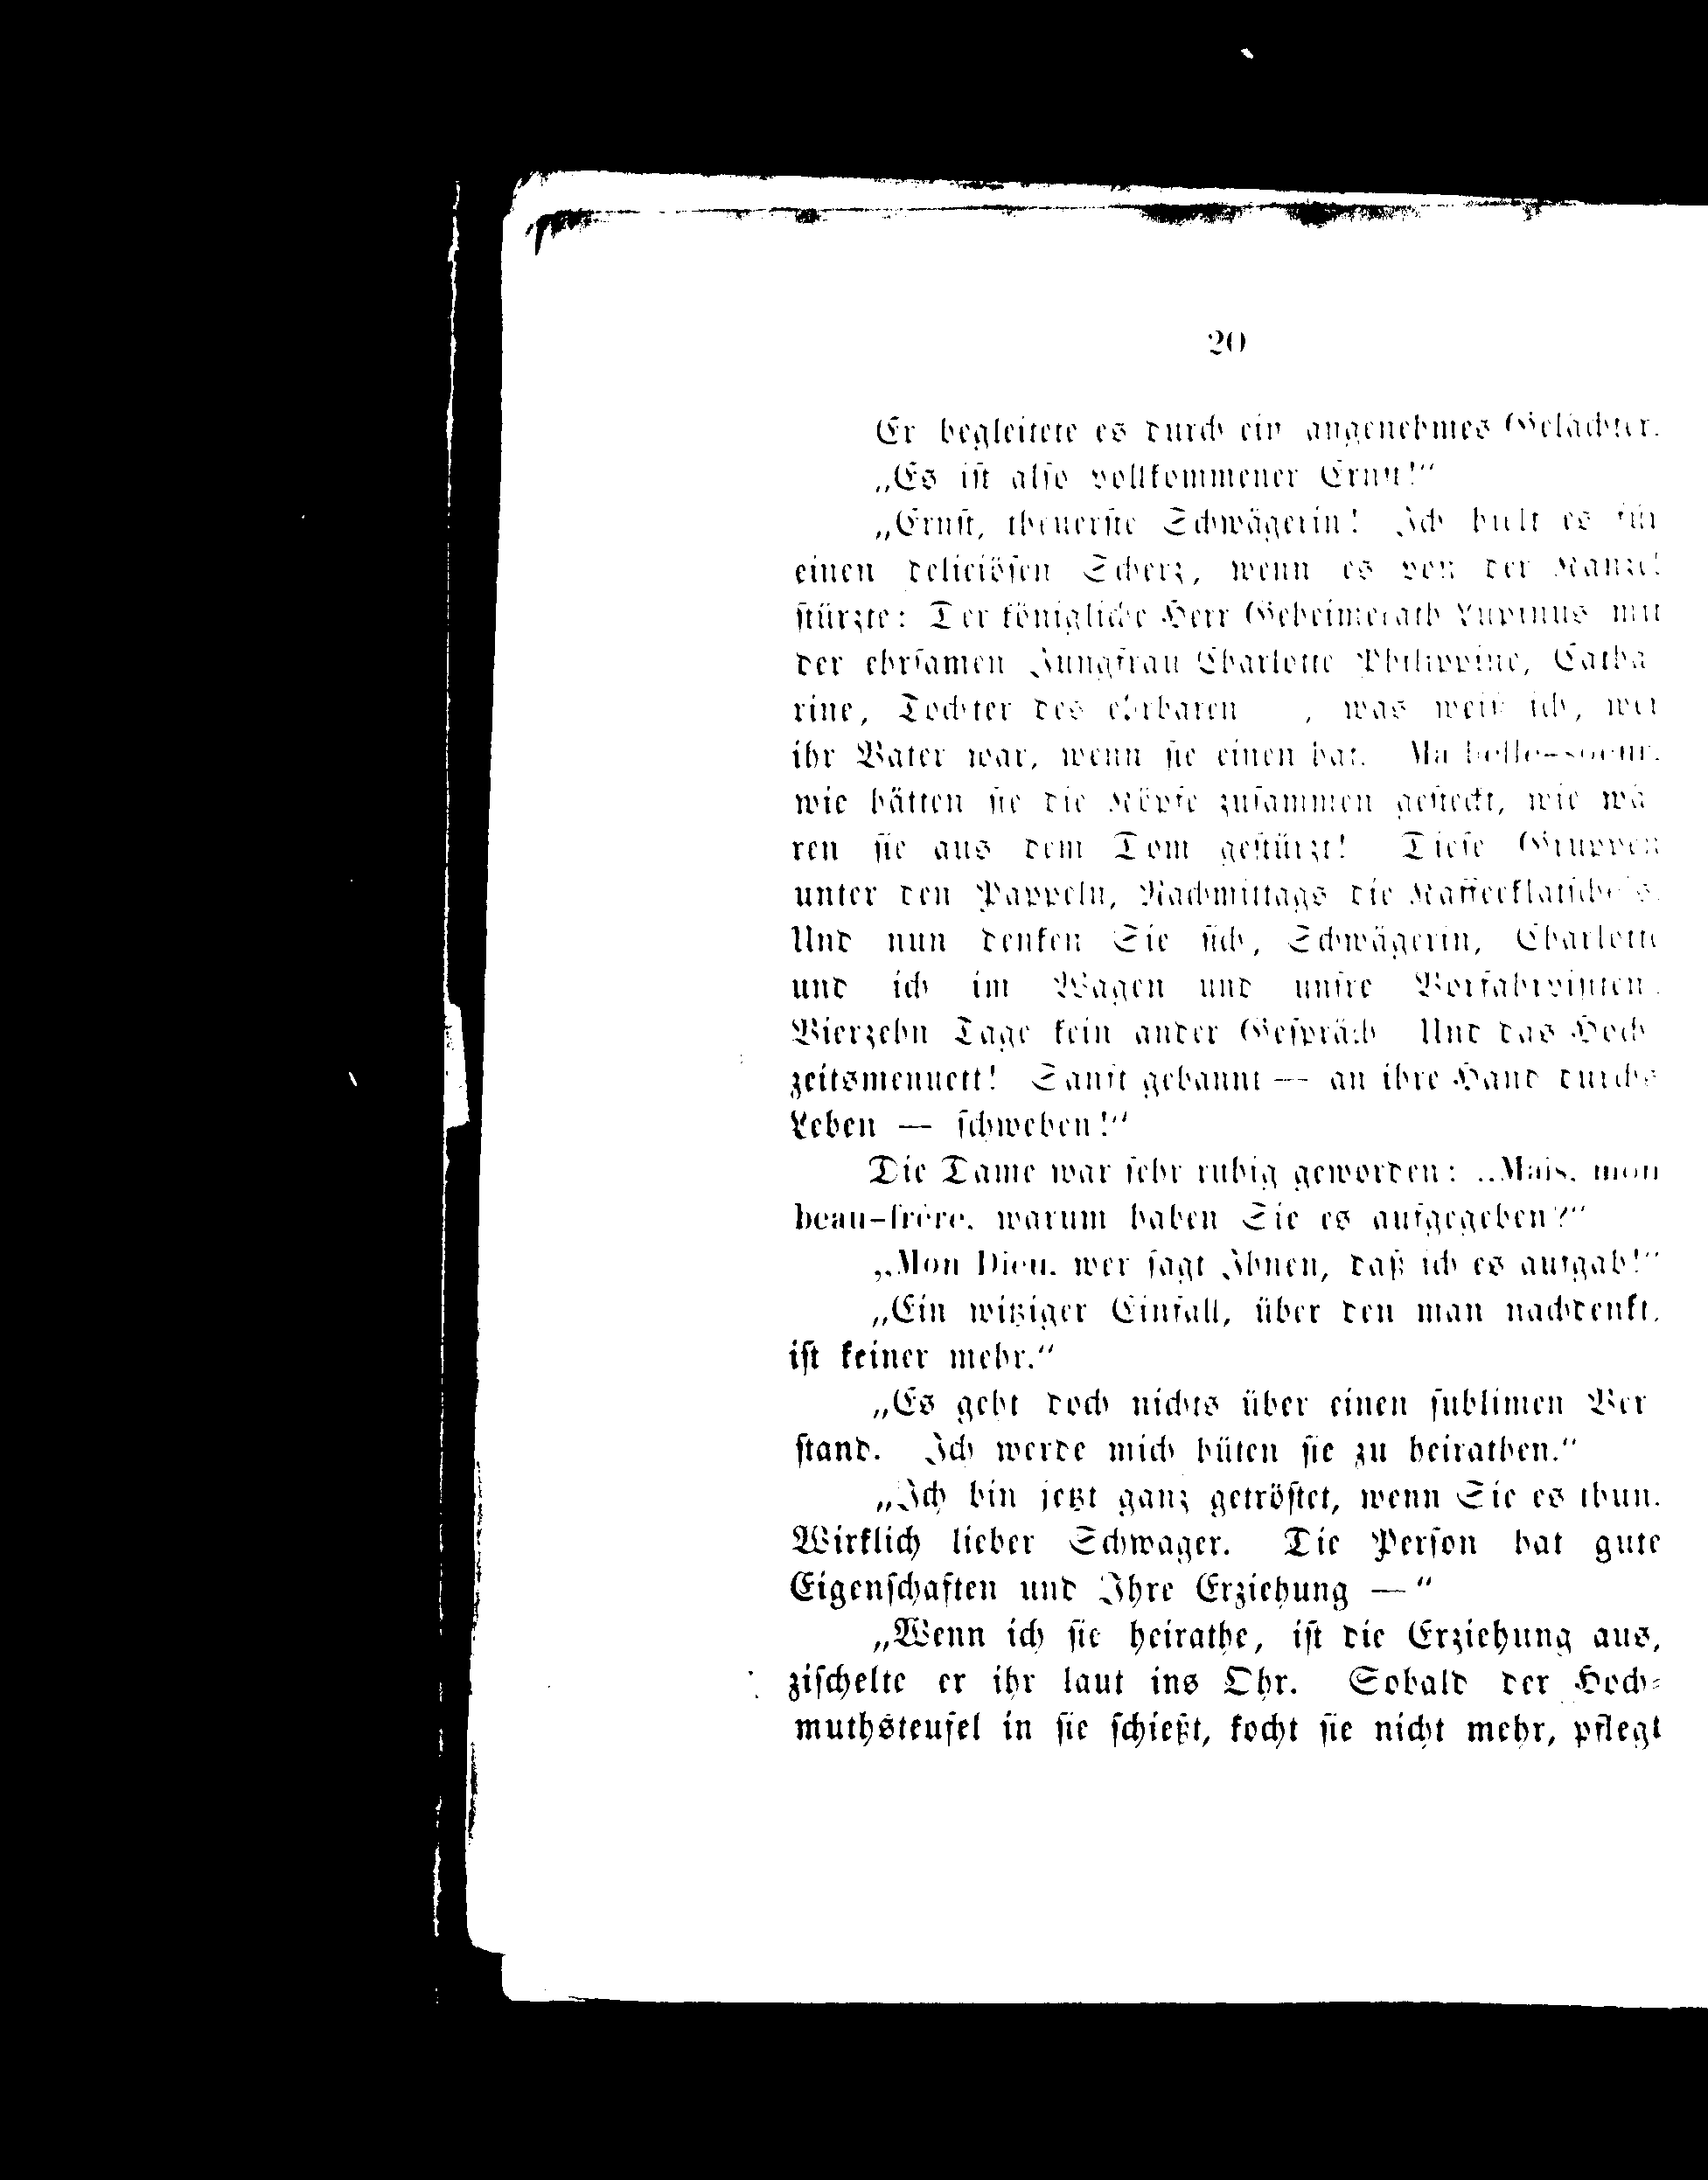 20
Er begleitete es durch ein angenehmes Gelächter.
„Es ist also vollkommener Ernst!“
„Ernst, theuerste Schwägerin! Ich hielt es für
einen deliciösen Scherz, wenn es von der Kanzel
stürzte: Der königliche Herr Geheimerath Lupinus mit
der ehrsamen Jungfrau Charlotte Philippine, Catha
rine, Tochter des ehrbaren , was weiß ich, wer
ihr Vater war, wenn sie einen hat. Ma belle-soeur,
wie hätten sie die Köpfe zusammen gesteckt, wie wä
ren sie aus dem Dom gestürzt! Diese Gruppen
unter den Pappeln, Nachmittags die
Und nun denken Sie sich, Schwägerin, Charlotte
und ich im Wagen und unsre
Vierzehn Tage kein ander Gespräch Und das Hoch
zeitsmenuett! Sanft gebannt — an ihre Hand durchs
Leben — schweben!“
Die Dame war sehr ruhig geworden: „Mais, mon
beau-frère, warum haben Sie es aufgegeben?“
„Mon Dieu, wer sagt Ihnen, daß ich es aufgab!“
„Ein witziger Einfall, über den man nachdenkt,
ist keiner mehr.“
„Es geht doch nichts über einen sublimen Ver
stand. Ich werde mich hüten sie zu heirathen.“
„Ich bin jetzt ganz getröstet, wenn Sie es thun.
Wirklich lieber Schwager. Die Person hat gute
Eigenschaften und Ihre Erziehung — “
„Wenn ich sie heirathe, ist die Erziehung aus,
zischelte er ihr laut ins Ohr. Sobald der Hoch-
muthsteufel in sie schießt, kocht sie nicht mehr, pflegt